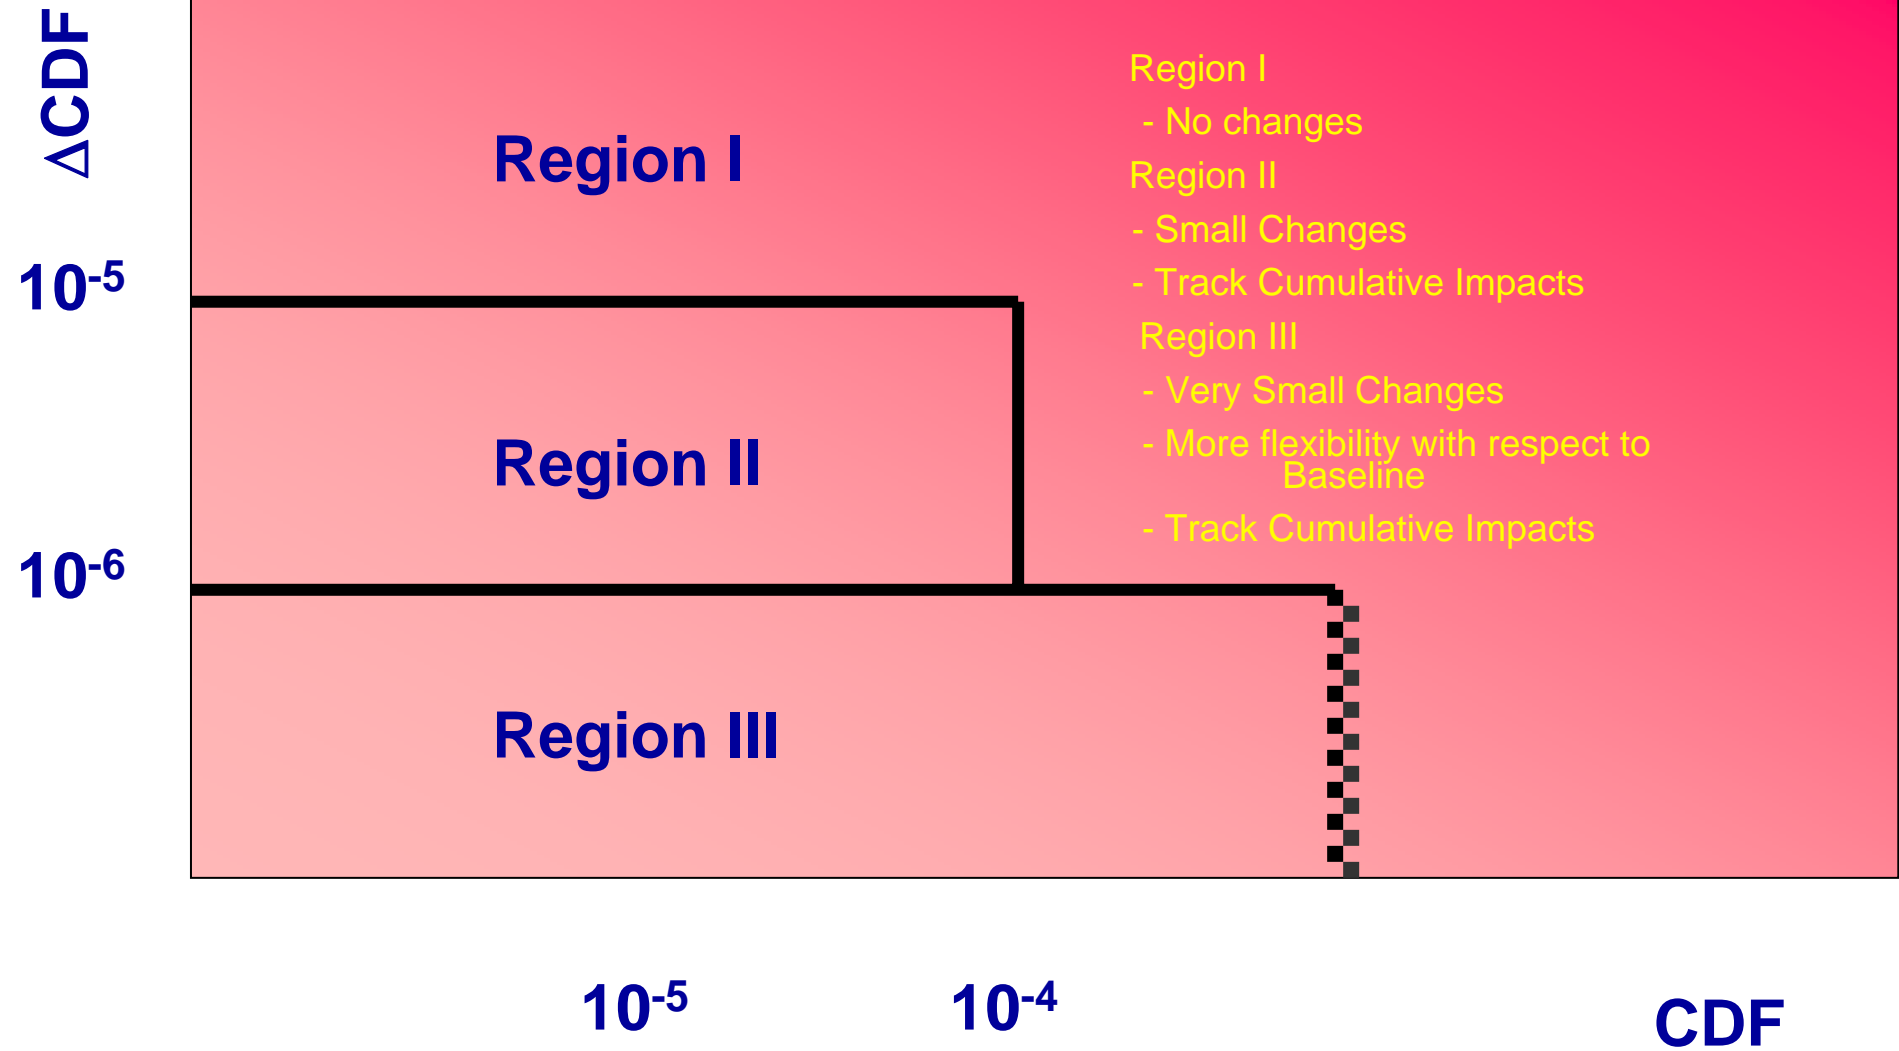 ΔCDF
Region I
- No changes
Region II
- Small Changes
- Track Cumulative Impacts
Region III
- Very Small Changes
- More flexibility with respect to
Baseline
- Track Cumulative Impacts
Region I
10⁻⁵
Region II
10⁻⁶
Region III
10⁻⁵
10⁻⁴
CDF